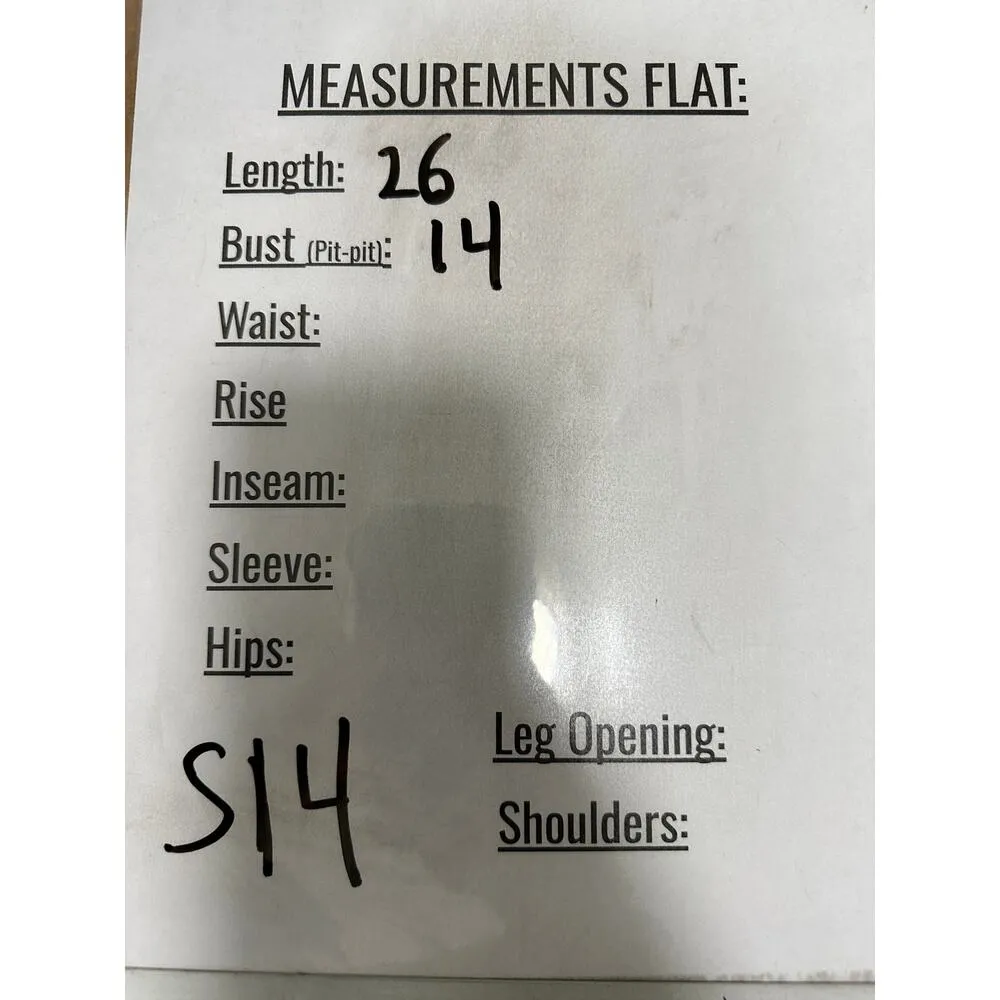 MEASUREMENTS FLAT:
Length: 26
Bust (Pit-pit): 14
Waist:
Rise
Inseam:
Sleeve:
Hips:
Leg Opening:
S14
Shoulders: